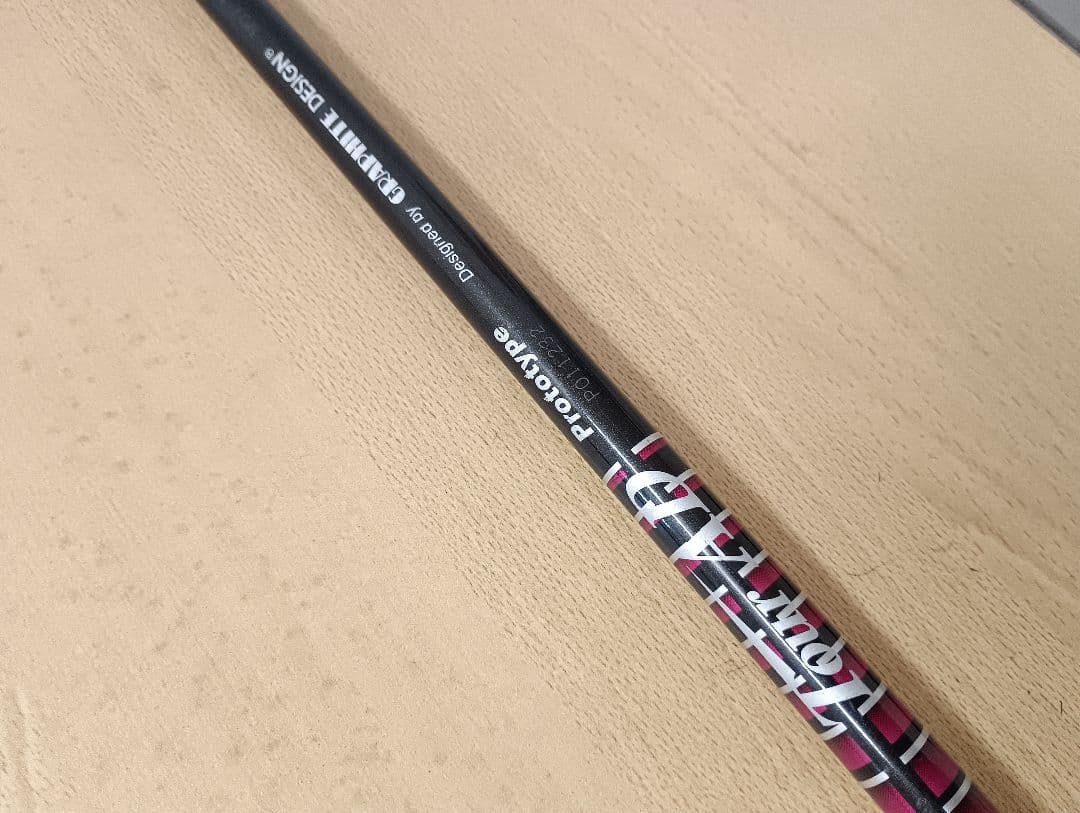 Tour AD
P011232
Prototype
Designed by GRAPHITE DESIGN®